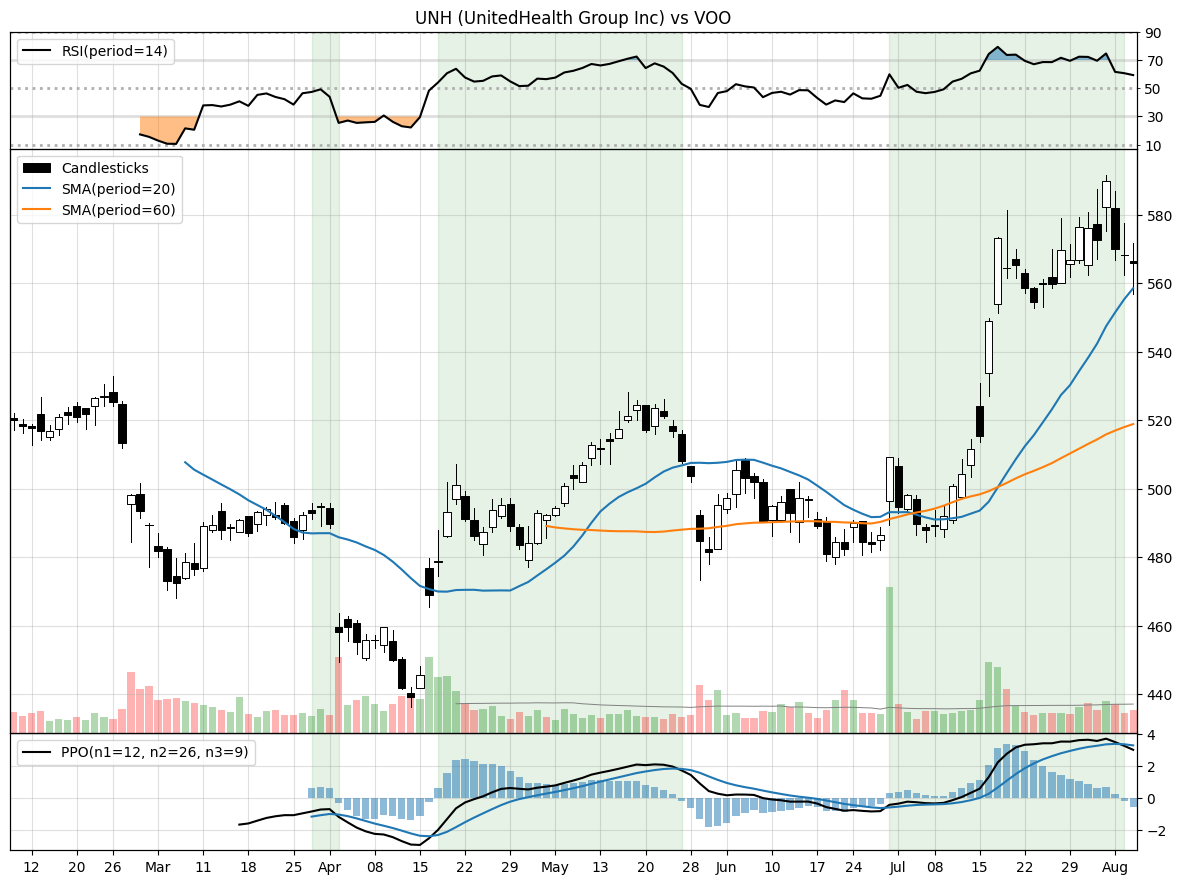 UNH (UnitedHealth Group Inc) vs VOO
RSI(period=14)
90
70
50
30
10
Candlesticks
SMA(period=20)
SMA(period=60)
580
560
540
520
500
480
460
440
PPO(n1=12, n2=26, n3=9)
4
2
0
−2
12 20 26 Mar 11 18 25 Apr 08 15 22 29 May 13 20 28 Jun 10 17 24 Jul 08 15 22 29 Aug